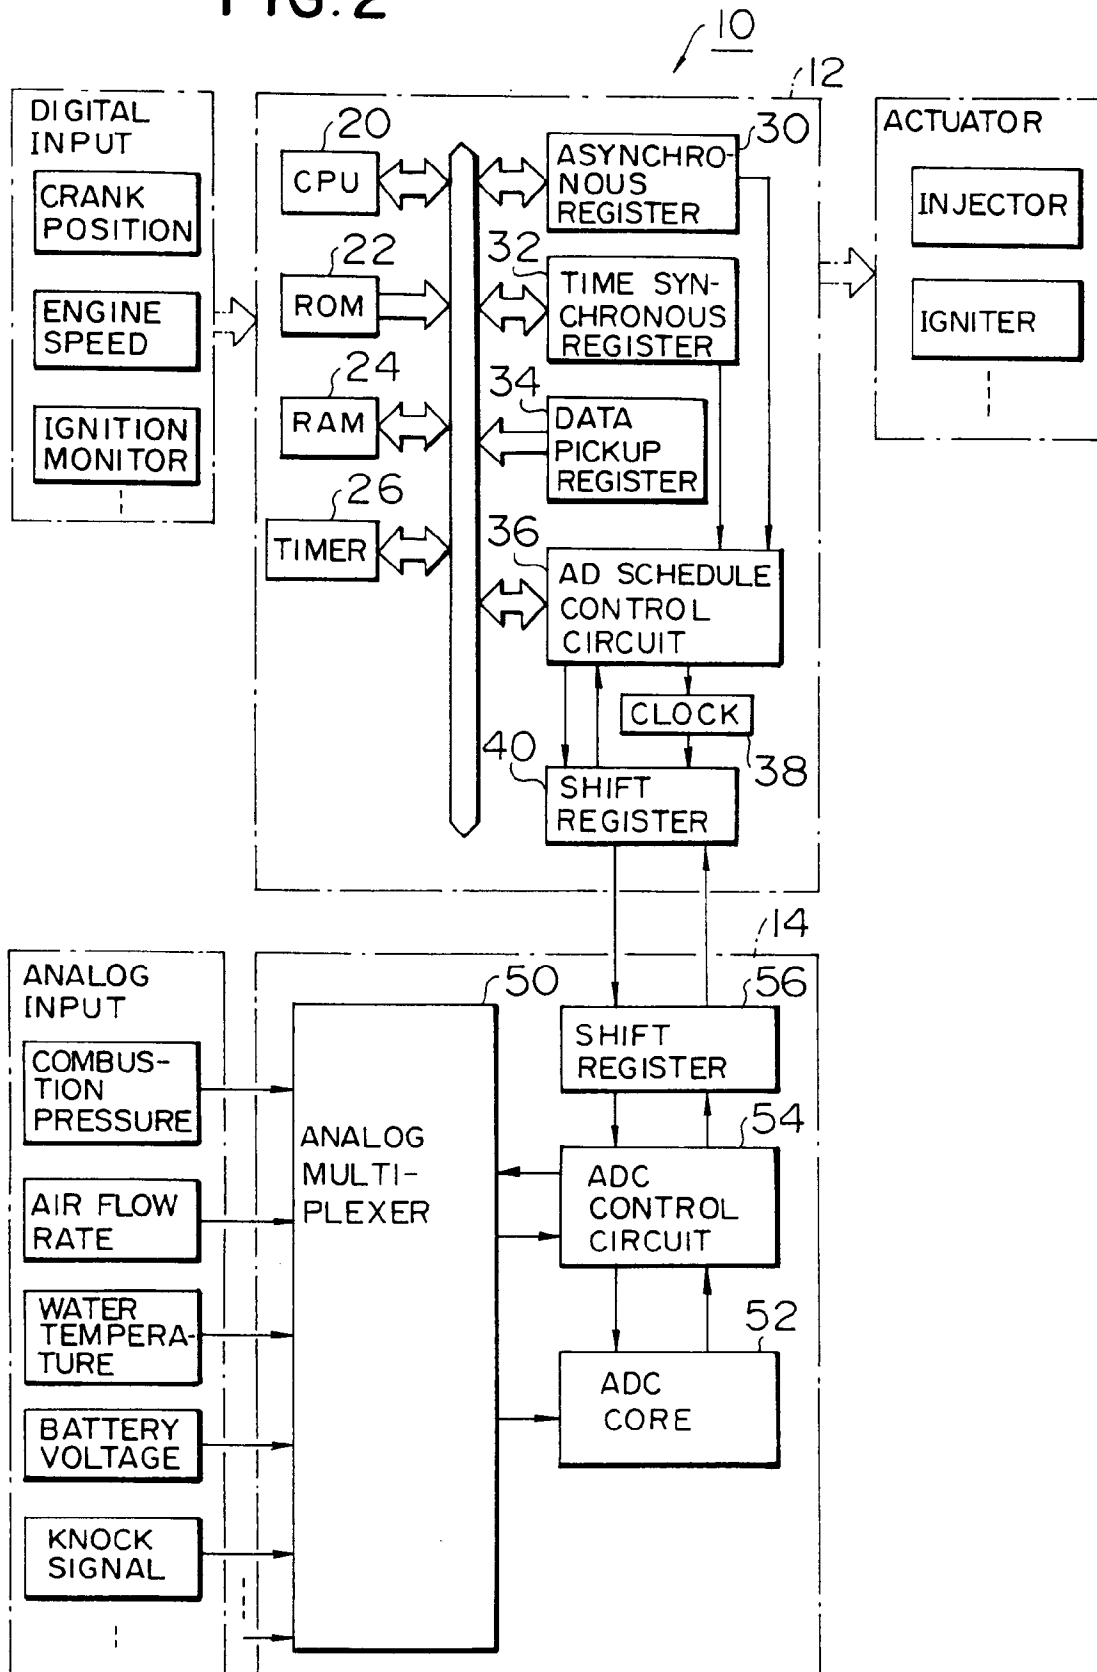 FIG. 2
10
12
DIGITAL
INPUT
CRANK
POSITION
ENGINE
SPEED
IGNITION
MONITOR
20
CPU
22
ROM
24
RAM
26
TIMER
30
ASYNCHRO-
NOUS
REGISTER
32
TIME SYN-
CHRONOUS
REGISTER
34
DATA
PICKUP
REGISTER
36
AD SCHEDULE
CONTROL
CIRCUIT
CLOCK
38
40
SHIFT
REGISTER
ACTUATOR
INJECTOR
IGNITER
14
ANALOG
INPUT
COMBUS-
TION
PRESSURE
AIR FLOW
RATE
WATER
TEMPERA-
TURE
BATTERY
VOLTAGE
KNOCK
SIGNAL
50
ANALOG
MULTI-
PLEXER
56
SHIFT
REGISTER
54
ADC
CONTROL
CIRCUIT
52
ADC
CORE